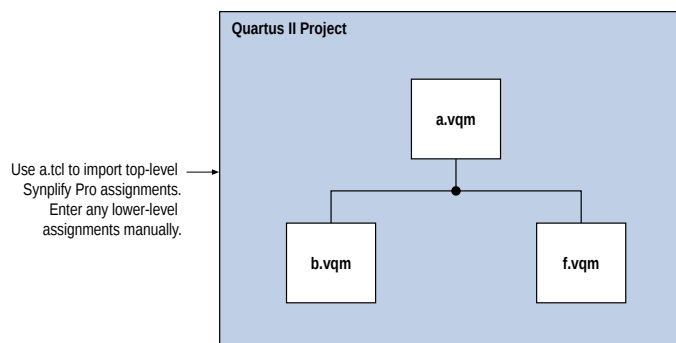 Quartus II Project
a.vqm
Use a.tcl to import top-level
Synplify Pro assignments.
Enter any lower-level
assignments manually.
b.vqm
f.vqm